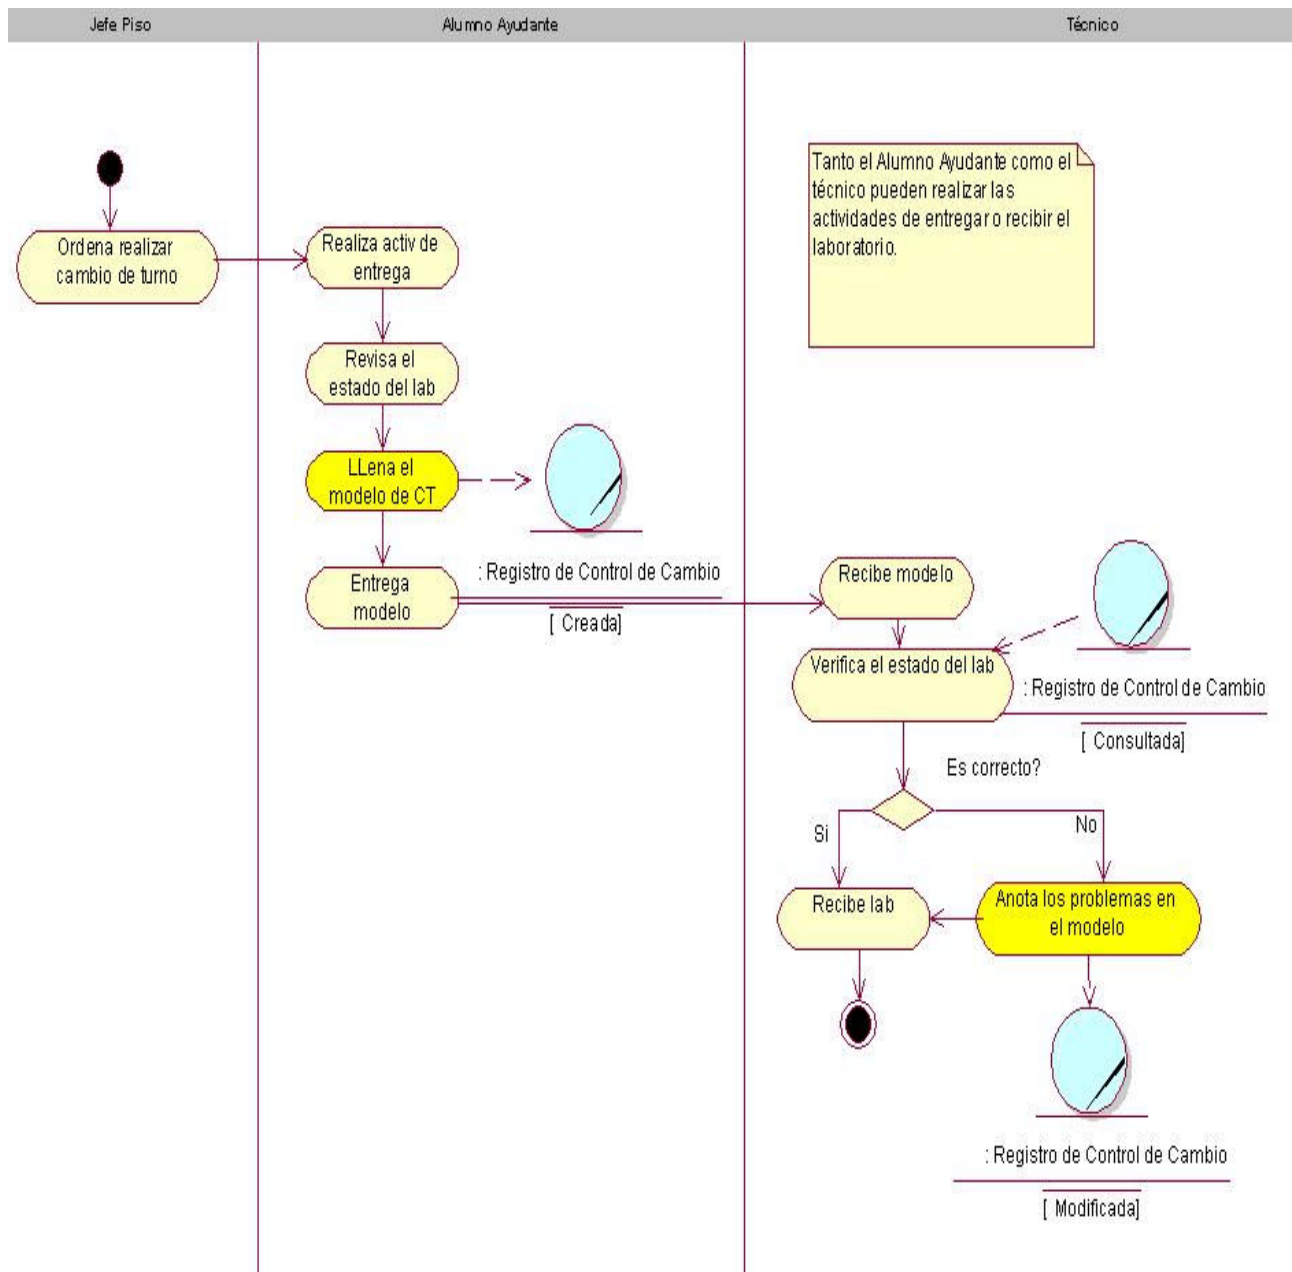 Jefe Piso
Alumno Ayudante
Técnico
Tanto el Alumno Ayudante como el
técnico pueden realizar las
actividades de entregar o recibir el
laboratorio.
Ordena realizar
cambio de turno
Realiza activ de
entrega
Revisa el
estado del lab
LLena el
modelo de CT
: Registro de Control de Cambio
[ Creada]
Entrega
modelo
Recibe modelo
Verifica el estado del lab
: Registro de Control de Cambio
[ Consultada]
Es correcto?
Si
No
Recibe lab
Anota los problemas en
el modelo
: Registro de Control de Cambio
[ Modificada]